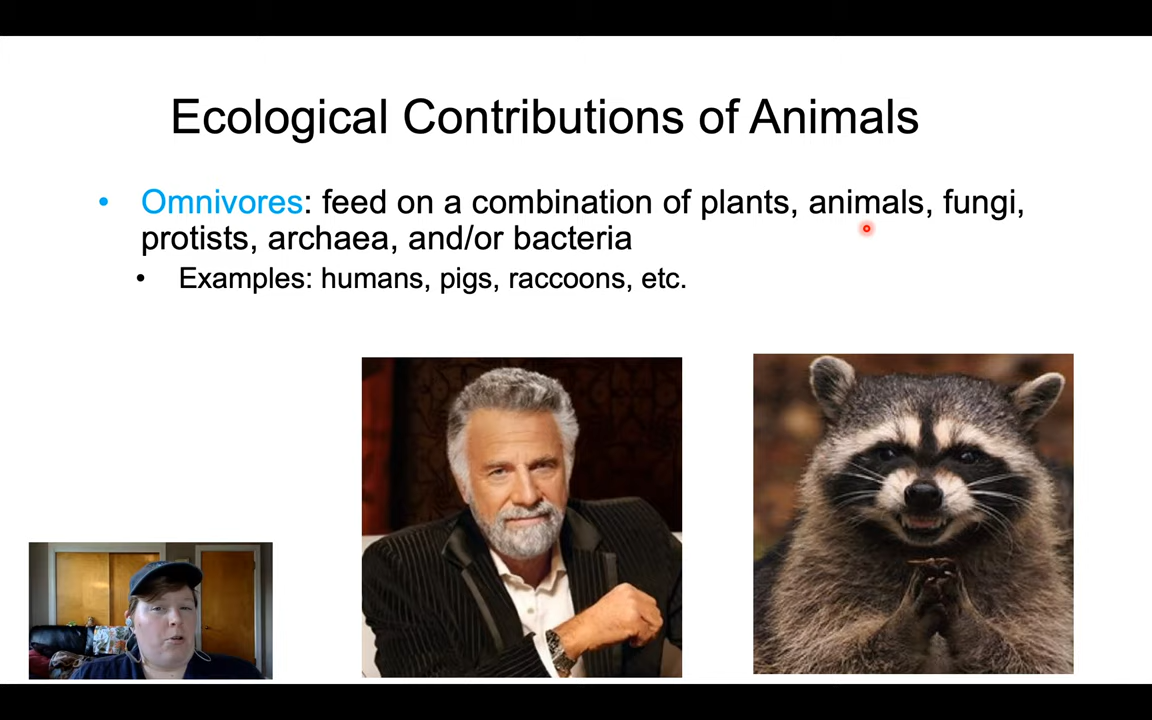 Ecological Contributions of Animals
• Omnivores: feed on a combination of plants, animals, fungi,
protists, archaea, and/or bacteria
• Examples: humans, pigs, raccoons, etc.